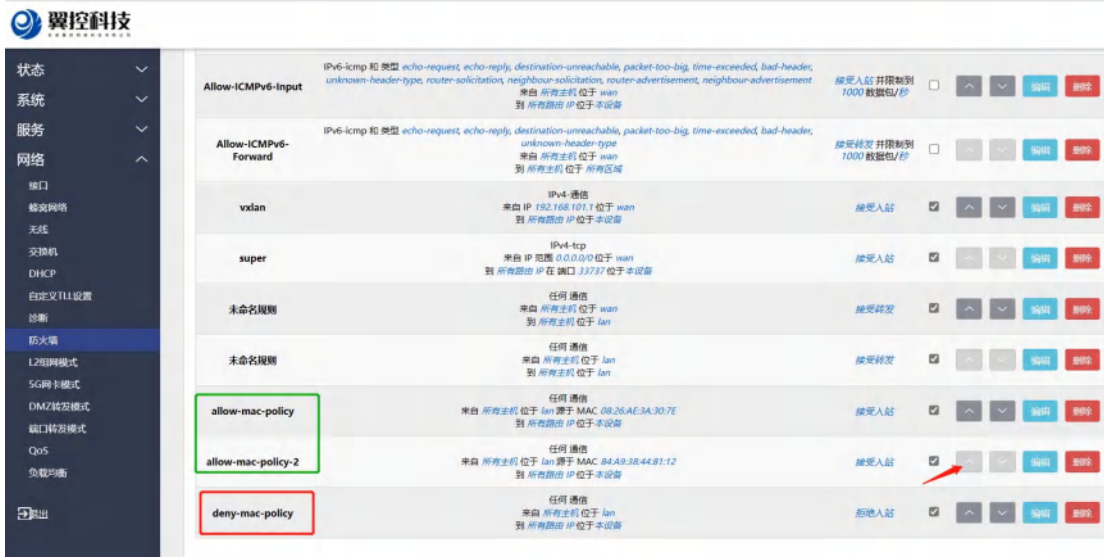 翼控科技
状态
系统
服务
网络
接口
蜂窝网络
无线
交换机
DHCP
自定义TLL设置
诊断
防火墙
L2组网模式
5G网卡模式
DMZ转发模式
端口转发模式
QoS
负载均衡
退出
Allow-ICMPv6-Input
IPv6-icmp 和 类型 echo-request, echo-reply, destination-unreachable, packet-too-big, time-exceeded, bad-header,
unknown-header-type, router-solicitation, neighbour-solicitation, router-advertisement, neighbour-advertisement
来自 所有主机 位于 wan
到 所有路由 IP 位于 本设备
接受入站 并限制到
1000 数据包/秒
编辑
删除
Allow-ICMPv6-
Forward
IPv6-icmp 和 类型 echo-request, echo-reply, destination-unreachable, packet-too-big, time-exceeded, bad-header,
unknown-header-type
来自 所有主机 位于 wan
到 所有主机 位于 所有区域
接受转发 并限制到
1000 数据包/秒
编辑
删除
vxlan
IPv4-通信
来自 IP 192.168.101.1 位于 wan
到 所有路由 IP 位于 本设备
接受入站
编辑
删除
super
IPv4-tcp
来自 IP 范围 0.0.0.0/0 位于 wan
到 所有路由 IP 在 端口 33737 位于 本设备
接受入站
编辑
删除
未命名规则
任何 通信
来自 所有主机 位于 wan
到 所有主机 位于 lan
接受转发
编辑
删除
未命名规则
任何 通信
来自 所有主机 位于 lan
到 所有主机 位于 lan
接受转发
编辑
删除
allow-mac-policy
任何 通信
来自 所有主机 位于 lan 源于 MAC 08:26:AE:3A:30:7E
到 所有路由 IP 位于 本设备
接受入站
编辑
删除
allow-mac-policy-2
任何 通信
来自 所有主机 位于 lan 源于 MAC 84:A9:38:44:81:12
到 所有路由 IP 位于 本设备
接受入站
编辑
删除
deny-mac-policy
任何 通信
来自 所有主机 位于 lan
到 所有路由 IP 位于 本设备
拒绝入站
编辑
删除